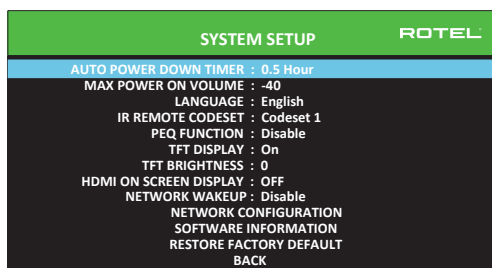 SYSTEM SETUP
ROTEL
AUTO POWER DOWN TIMER : 0.5 Hour
MAX POWER ON VOLUME : -40
LANGUAGE : English
IR REMOTE CODESET : Codeset 1
PEQ FUNCTION : Disable
TFT DISPLAY : On
TFT BRIGHTNESS : 0
HDMI ON SCREEN DISPLAY : OFF
NETWORK WAKEUP : Disable
NETWORK CONFIGURATION
SOFTWARE INFORMATION
RESTORE FACTORY DEFAULT
BACK